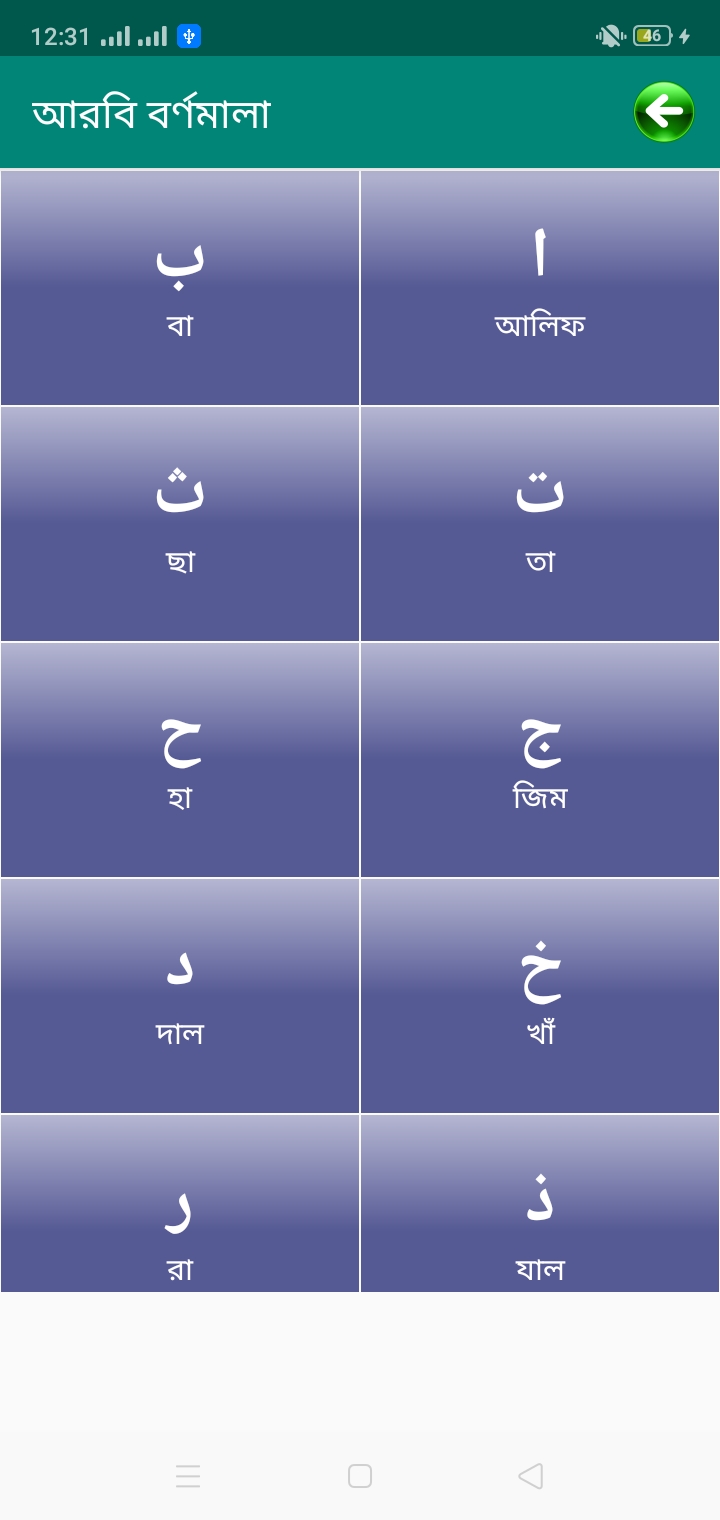 12:31
46
আরবি বর্ণমালা
ا
আলিফ
ب
বা
ت
তা
ث
ছা
ج
জিম
ح
হা
خ
খাঁ
د
দাল
ذ
যাল
ر
রা